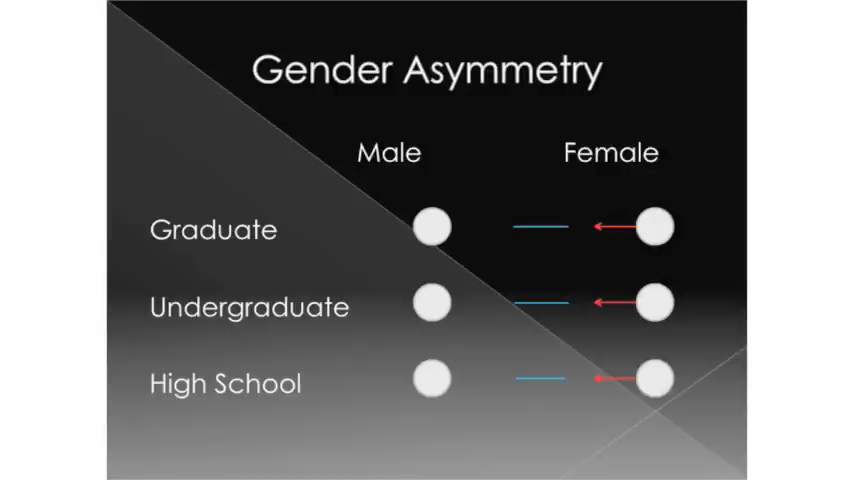 Gender Asymmetry
Male Female
Graduate
Undergraduate
High School